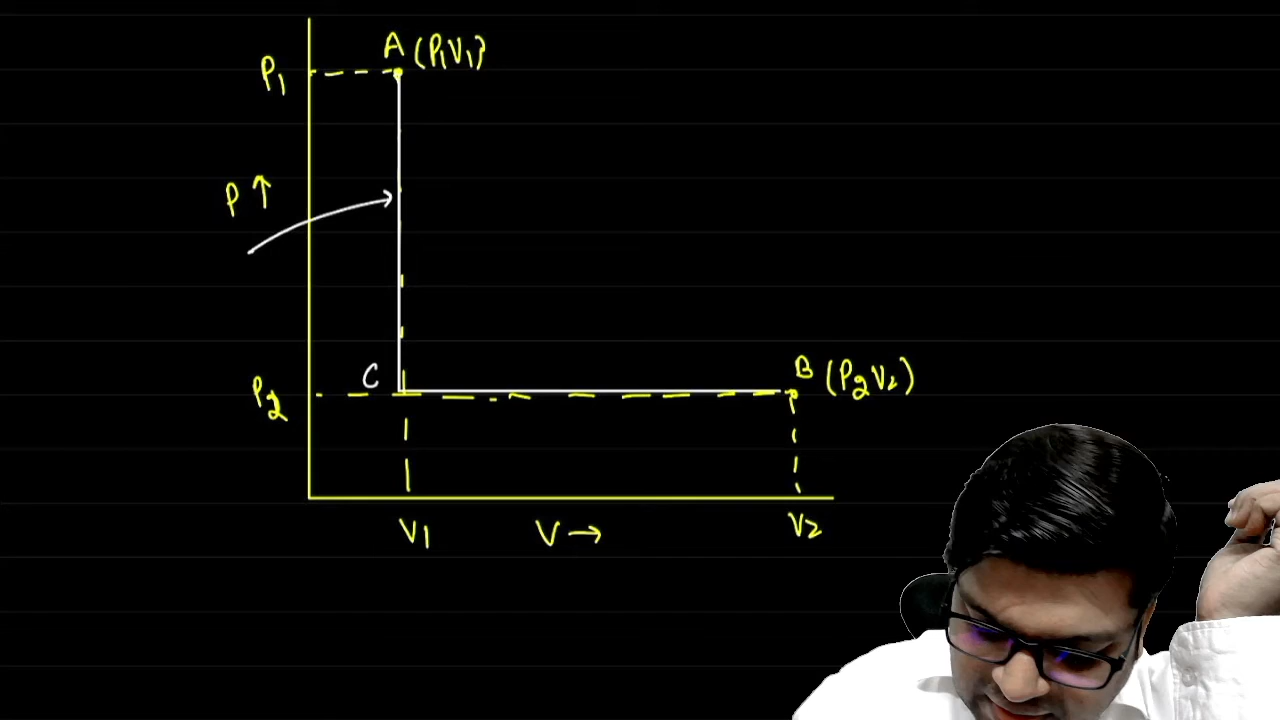 A (P1V1)
P1
P ↑
C
P2
B (P2V2)
V1
V →
V2